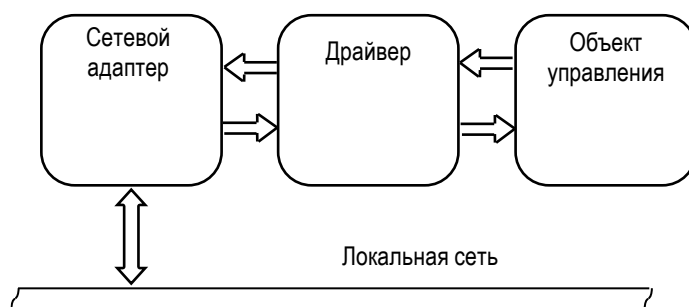 Сетевой
адаптер
Драйвер
Объект
управления
Локальная сеть